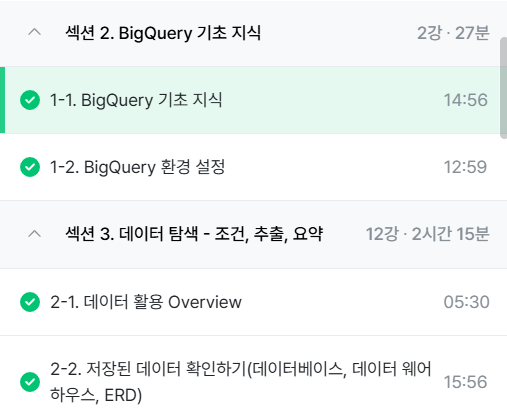 섹션 2. BigQuery 기초 지식 2강 · 27분
1-1. BigQuery 기초 지식 14:56
1-2. BigQuery 환경 설정 12:59
섹션 3. 데이터 탐색 - 조건, 추출, 요약 12강 · 2시간 15분
2-1. 데이터 활용 Overview 05:30
2-2. 저장된 데이터 확인하기(데이터베이스, 데이터 웨어
하우스, ERD) 15:56